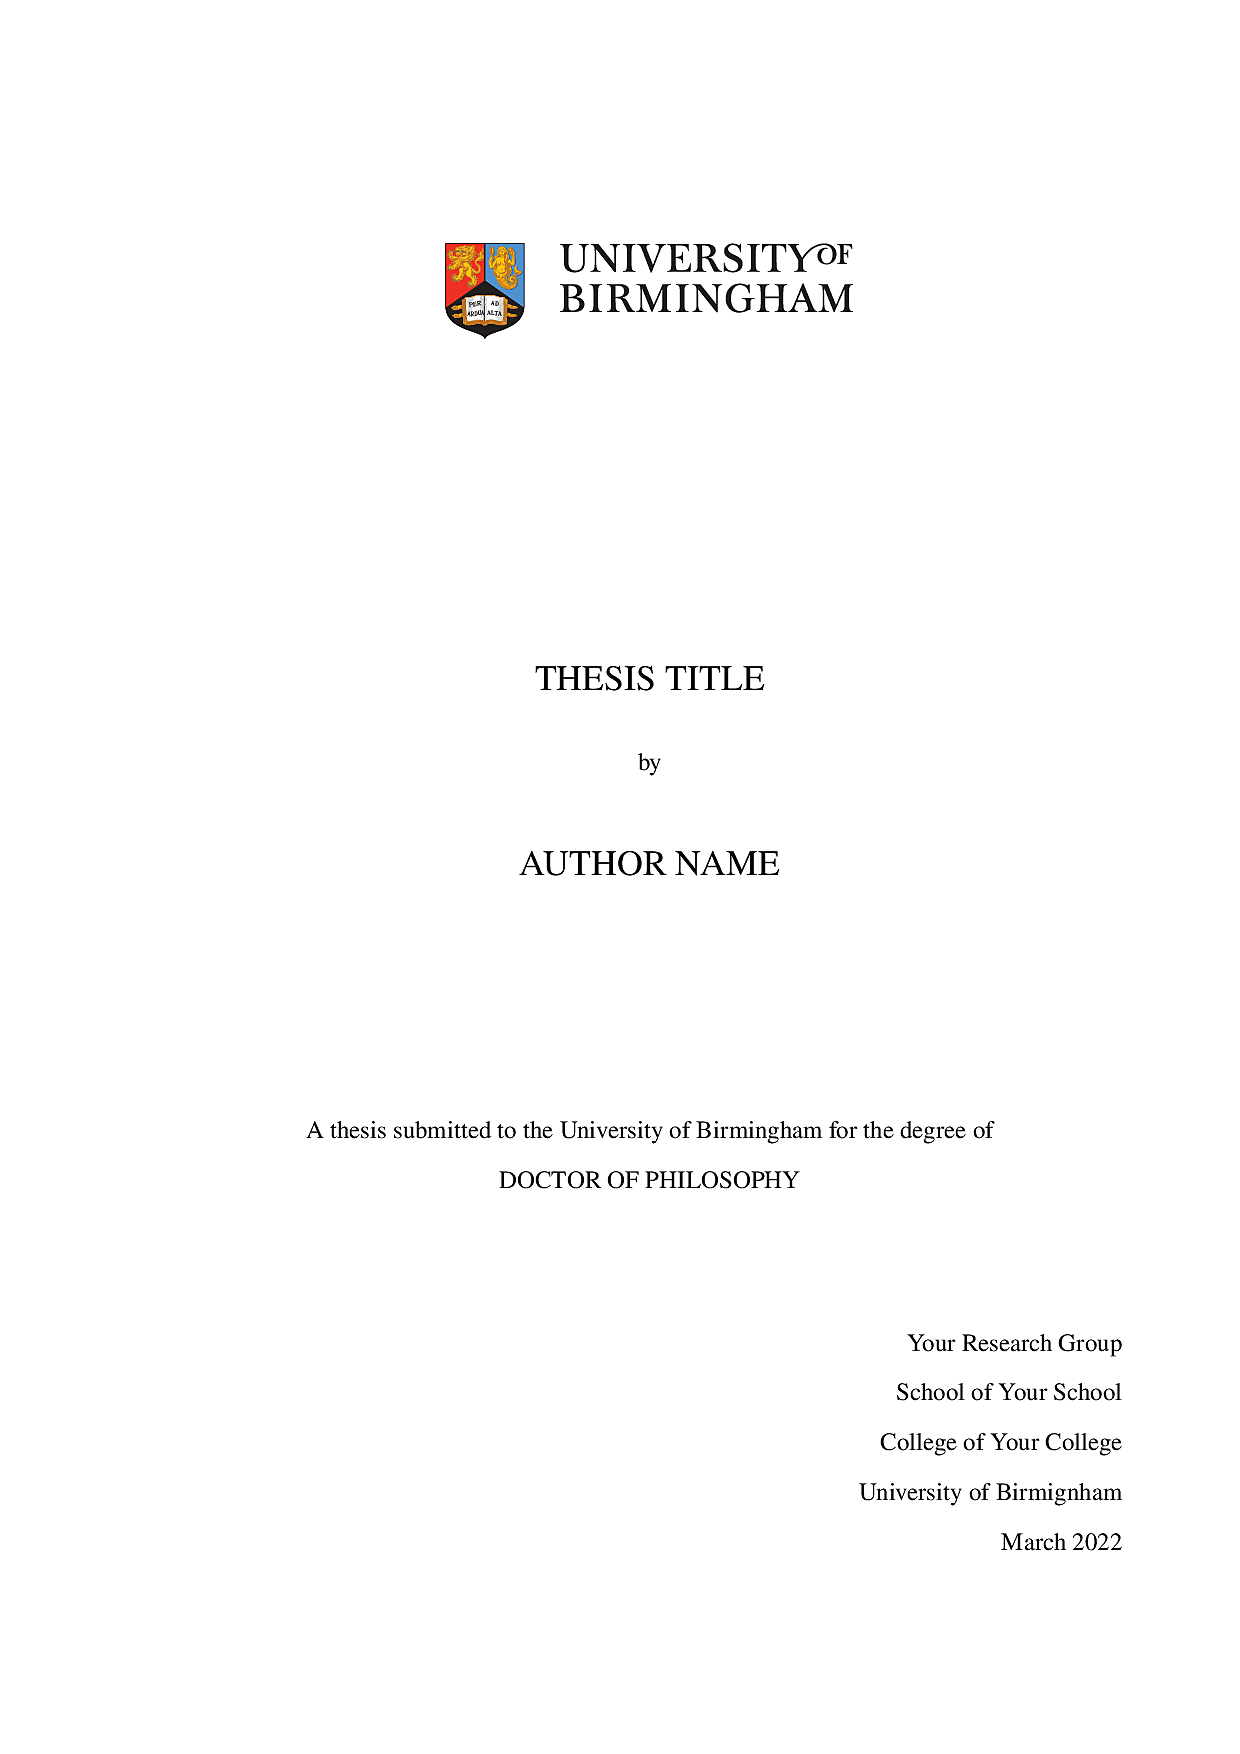 UNIVERSITY OF
BIRMINGHAM
PER AD
ARDUA ALTA
THESIS TITLE
by
AUTHOR NAME
A thesis submitted to the University of Birmingham for the degree of
DOCTOR OF PHILOSOPHY
Your Research Group
School of Your School
College of Your College
University of Birmignham
March 2022